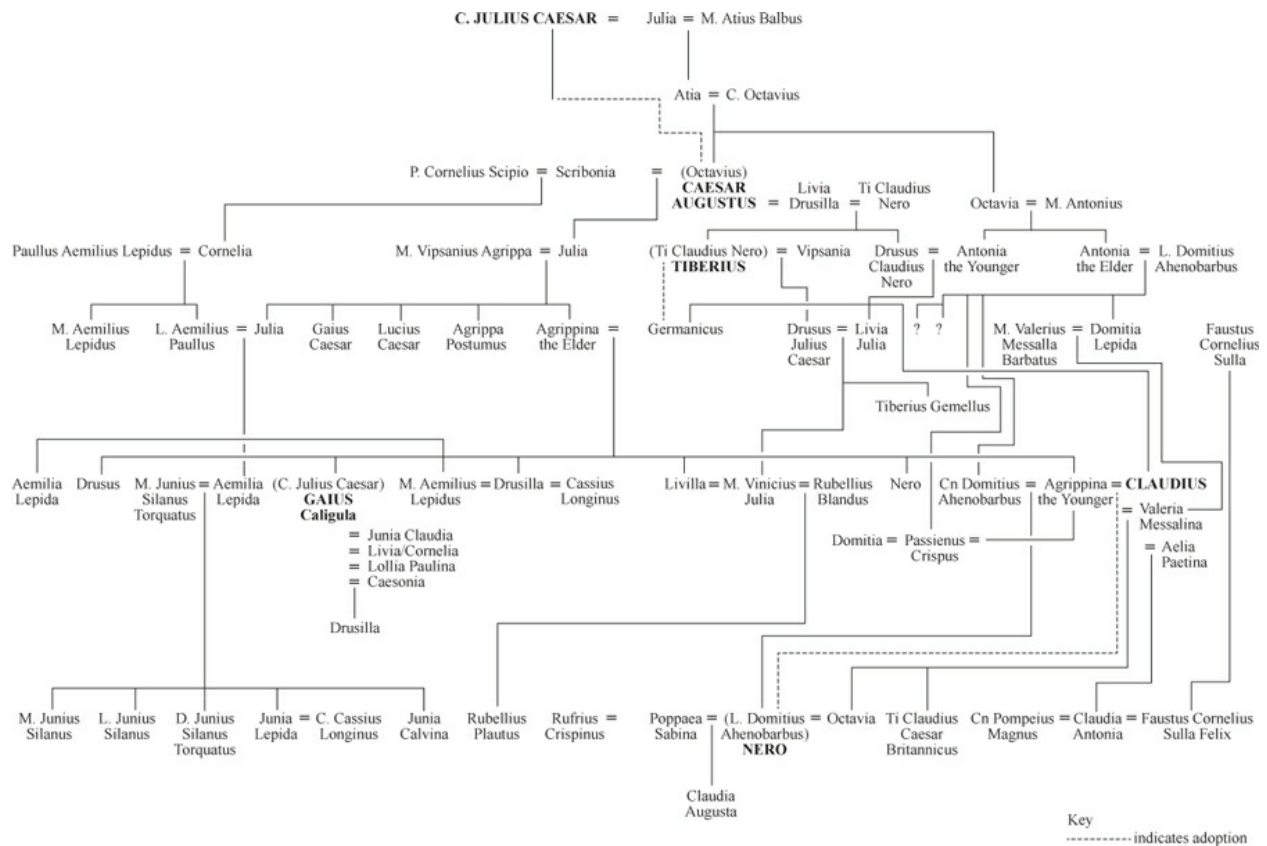 C. JULIUS CAESAR = Julia = M. Atius Balbus
Atia = C. Octavius
P. Cornelius Scipio = Scribonia = (Octavius)
CAESAR
AUGUSTUS = Livia
Drusilla = Ti Claudius
Nero
Octavia = M. Antonius
Paullus Aemilius Lepidus = Cornelia
M. Vipsanius Agrippa = Julia
(Ti Claudius Nero) = Vipsania
TIBERIUS
Drusus =
Claudius
Nero
Antonia
the Younger
Antonia =
the Elder
L. Domitius
Ahenobarbus
M. Aemilius
Lepidus
L. Aemilius =
Paullus
Julia
Gaius
Caesar
Lucius
Caesar
Agrippa
Postumus
Agrippina =
the Elder
Germanicus
Drusus =
Julius
Caesar
Livia
Julia
?
?
M. Valerius =
Messalla
Barbatus
Domitia
Lepida
Faustus
Cornelius
Sulla
Tiberius Gemellus
Aemilia
Lepida
Drusus
M. Junius =
Silanus
Torquatus
Aemilia
Lepida
(C. Julius Caesar)
GAIUS
Caligula
M. Aemilius =
Lepidus
Drusilla =
Cassius
Longinus
Livilla =
M. Vinicius =
Julia
Rubellius
Blandus
Nero
Cn Domitius =
Ahenobarbus
Agrippina =
the Younger
CLAUDIUS
= Valeria
Messalina
= Junia Claudia
= Livia/Cornelia
= Lollia Paulina
= Caesonia
Domitia = Passienus =
Crispus
= Aelia
Paetina
Drusilla
M. Junius
Silanus
L. Junius
Silanus
D. Junius
Silanus
Torquatus
Junia =
Lepida
C. Cassius
Longinus
Junia
Calvina
Rubellius
Plautus
Rufrius =
Crispinus
Poppaea =
Sabina
(L. Domitius =
Ahenobarbus)
NERO
Octavia
Ti Claudius
Caesar
Britannicus
Cn Pompeius =
Magnus
Claudia =
Antonia
Faustus Cornelius
Sulla Felix
Claudia
Augusta
Key
indicates adoption